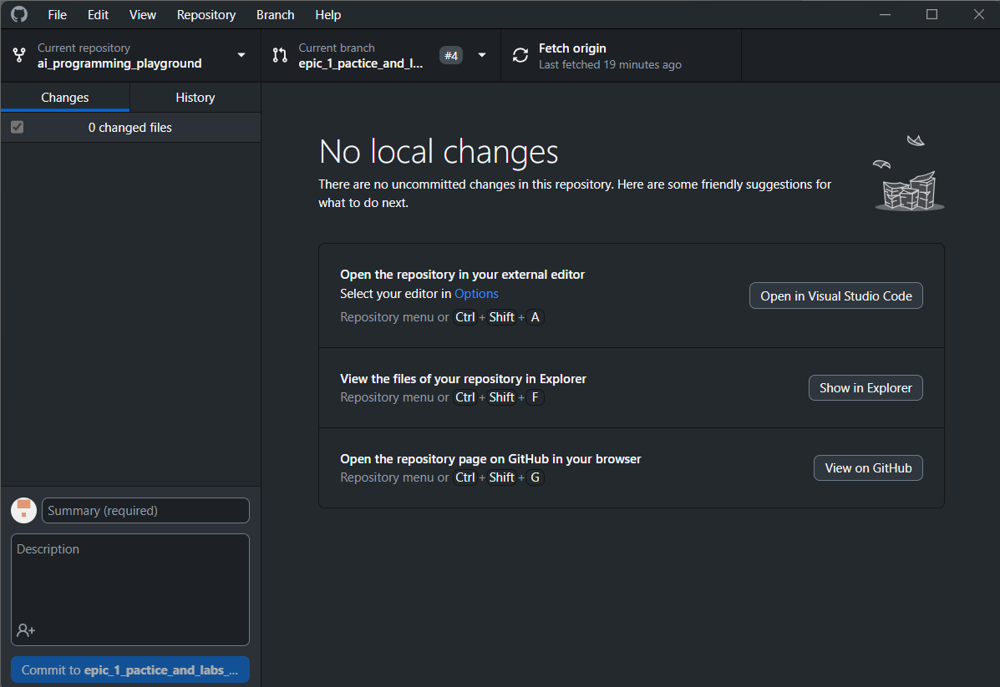 File Edit View Repository Branch Help
Current repository
ai_programming_playground
Current branch
epic_1_pactice_and_l...
#4
Fetch origin
Last fetched 19 minutes ago
Changes
History
0 changed files
No local changes
There are no uncommitted changes in this repository. Here are some friendly suggestions for
what to do next.
Open the repository in your external editor
Select your editor in Options
Repository menu or Ctrl + Shift + A
Open in Visual Studio Code
View the files of your repository in Explorer
Repository menu or Ctrl + Shift + F
Show in Explorer
Open the repository page on GitHub in your browser
Repository menu or Ctrl + Shift + G
View on GitHub
Summary (required)
Description
Commit to epic_1_pactice_and_labs_...